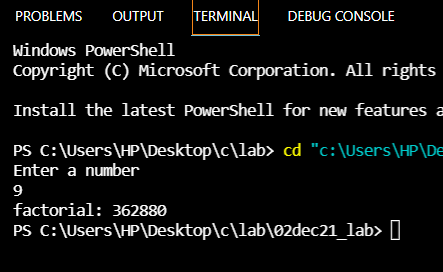 PROBLEMS OUTPUT TERMINAL DEBUG CONSOLE
Windows PowerShell
Copyright (C) Microsoft Corporation. All rights
Install the latest PowerShell for new features a
PS C:\Users\HP\Desktop\c\lab> cd "c:\Users\HP\De
Enter a number
9
factorial: 362880
PS C:\Users\HP\Desktop\c\lab\02dec21_lab>